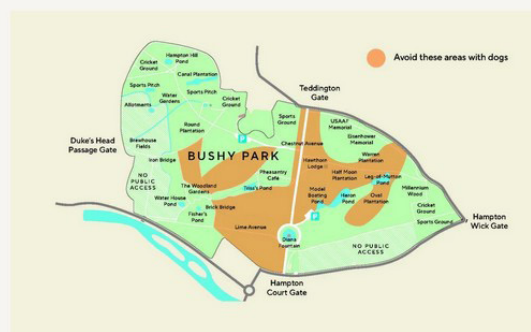 Avoid these areas with dogs
Hampton Hill
Pond
Cricket
Ground
Canal Plantation
Sports Pitch
Water
Gardens
Sports Pitch
Allotments
Cricket
Ground
Teddington
Gate
Sports
Ground
USAAF
Memorial
Eisenhower
Memorial
Round
Plantation
Duke's Head
Passage Gate
Brewhouse
Fields
Chestnut Avenue
Warren
Plantation
BUSHY PARK
Iron Bridge
Hawthorn
Lodge
Pheasantry
Cafe
Half Moon
Plantation
Leg-of-Mutton
Pond
NO
PUBLIC
ACCESS
The Woodland
Gardens
Triss's Pond
Model
Boating
Pond
Heron
Pond
Oval
Plantation
Millennium
Wood
Water House
Pond
Brick Bridge
Fisher's
Pond
Cricket
Ground
Sports Ground
Hampton
Wick Gate
Lime Avenue
Diana
Fountain
NO PUBLIC
ACCESS
Hampton
Court Gate
P
P